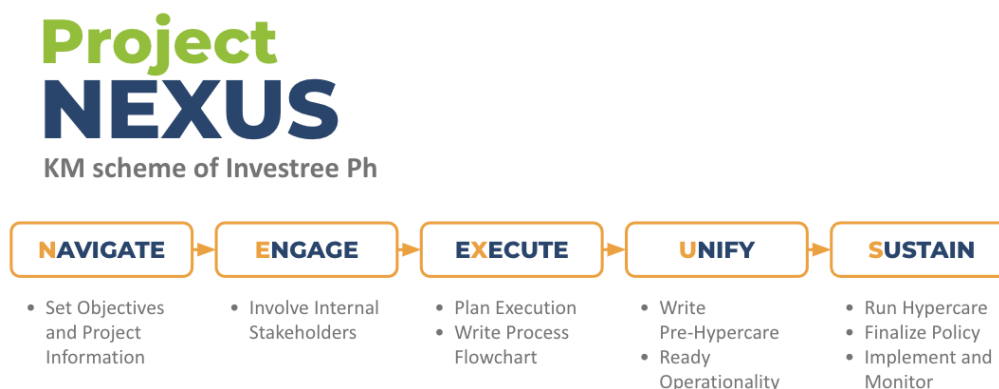 Project
NEXUS
KM scheme of Investree Ph
NAVIGATE
• Set Objectives
and Project
Information
ENGAGE
• Involve Internal
Stakeholders
EXECUTE
• Plan Execution
• Write Process
Flowchart
UNIFY
• Write
Pre-Hypercare
• Ready
Operationality
SUSTAIN
• Run Hypercare
• Finalize Policy
• Implement and
Monitor